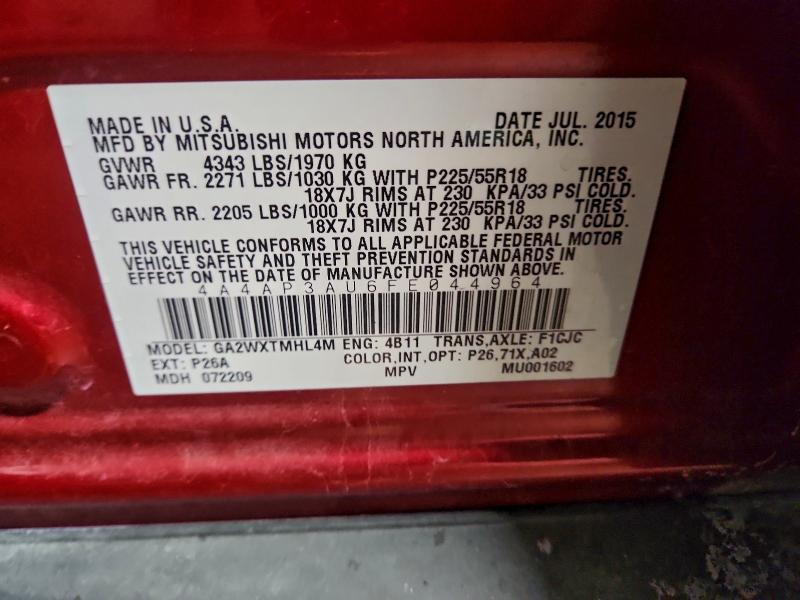 MADE IN U.S.A. DATE JUL. 2015
MFD BY MITSUBISHI MOTORS NORTH AMERICA, INC.
GVWR 4343 LBS/1970 KG
GAWR FR. 2271 LBS/1030 KG WITH P225/55R18 TIRES.
18X7J RIMS AT 230 KPA/33 PSI COLD.
GAWR RR. 2205 LBS/1000 KG WITH P225/55R18 TIRES.
18X7J RIMS AT 230 KPA/33 PSI COLD.
THIS VEHICLE CONFORMS TO ALL APPLICABLE FEDERAL MOTOR
VEHICLE SAFETY AND THEFT PREVENTION STANDARDS IN
EFFECT ON THE DATE OF MANUFACTURE SHOWN ABOVE.
4A4AP3AU6FE044964
MODEL: GA2WXTMHL4M ENG: 4B11 TRANS,AXLE: F1CJC
EXT: P26A COLOR,INT,OPT: P26,71X,A02
MDH 072209 MPV MU001602